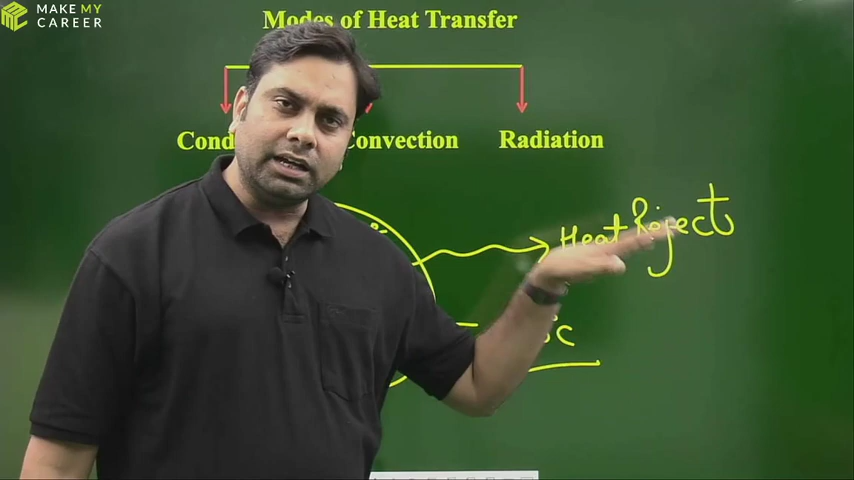 MAKE MY
CAREER
Modes of Heat Transfer
Convection
Radiation
Heat Reject